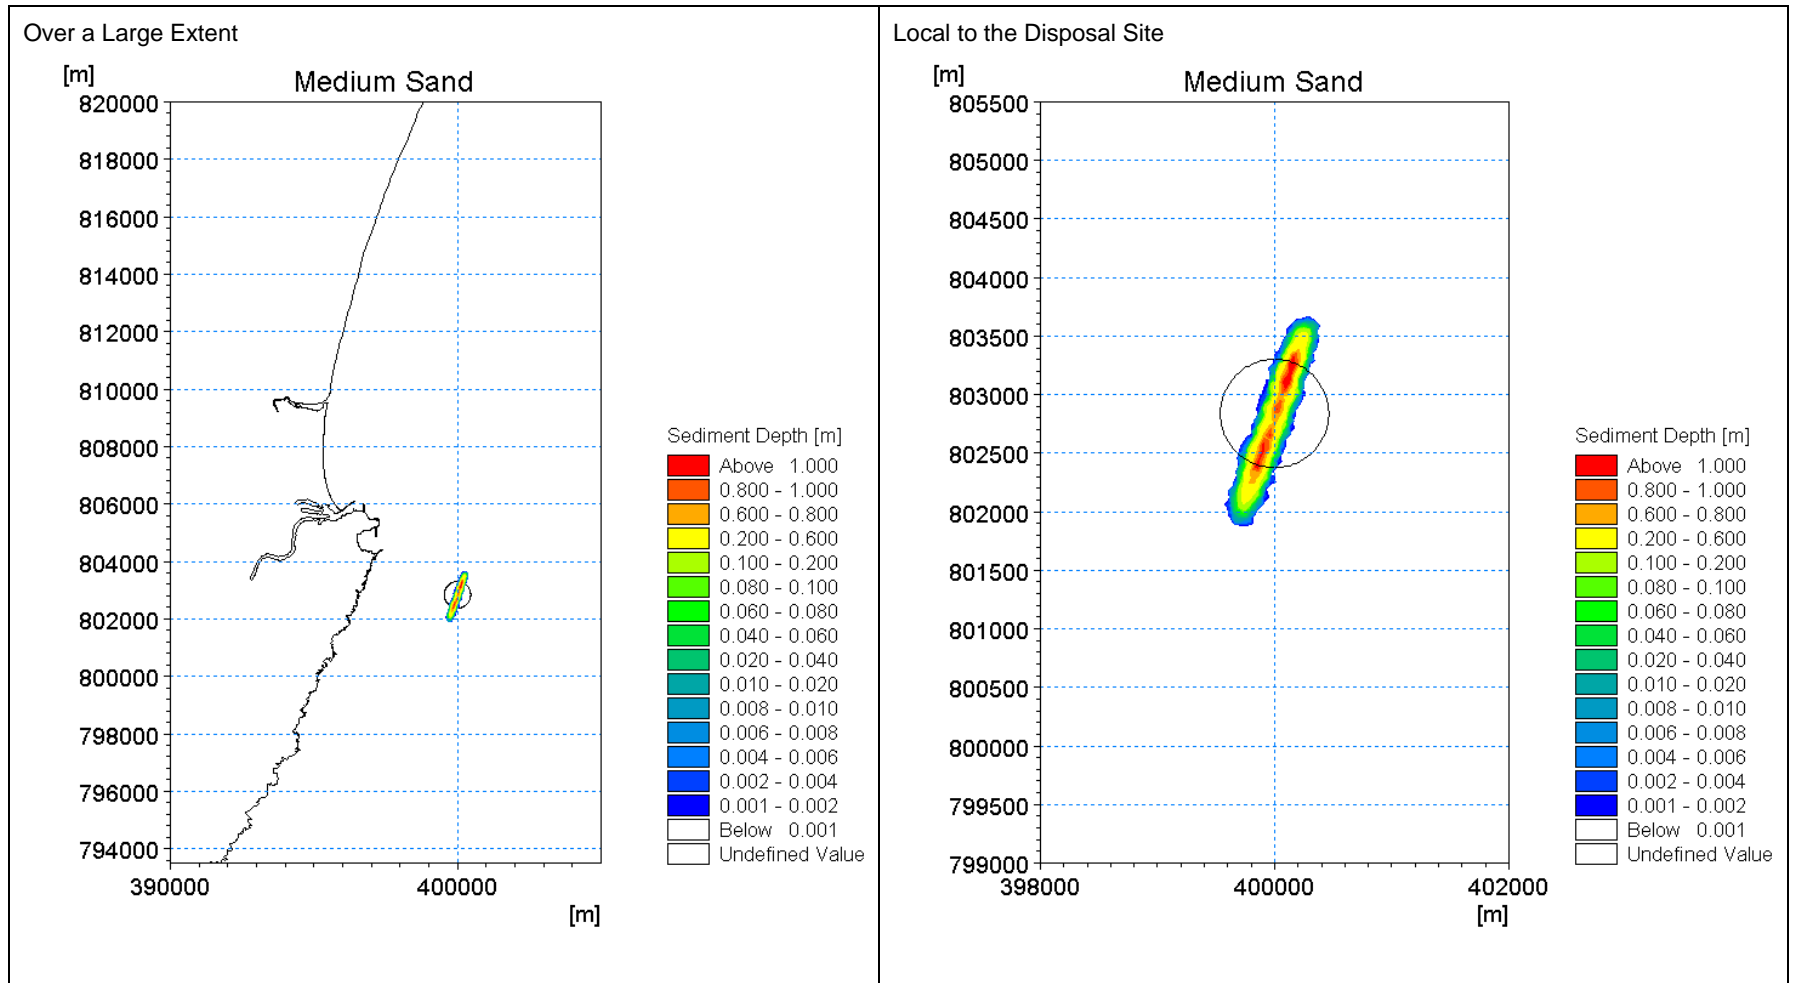 Over a Large Extent
[m]
Medium Sand
820000
818000
816000
814000
812000
810000
808000
806000
804000
802000
800000
798000
796000
794000
390000 400000
[m]
Sediment Depth [m]
Above 1.000
0.800 - 1.000
0.600 - 0.800
0.200 - 0.600
0.100 - 0.200
0.080 - 0.100
0.060 - 0.080
0.040 - 0.060
0.020 - 0.040
0.010 - 0.020
0.008 - 0.010
0.006 - 0.008
0.004 - 0.006
0.002 - 0.004
0.001 - 0.002
Below 0.001
Undefined Value
Local to the Disposal Site
[m]
Medium Sand
805500
805000
804500
804000
803500
803000
802500
802000
801500
801000
800500
800000
799500
799000
398000 400000 402000
[m]
Sediment Depth [m]
Above 1.000
0.800 - 1.000
0.600 - 0.800
0.200 - 0.600
0.100 - 0.200
0.080 - 0.100
0.060 - 0.080
0.040 - 0.060
0.020 - 0.040
0.010 - 0.020
0.008 - 0.010
0.006 - 0.008
0.004 - 0.006
0.002 - 0.004
0.001 - 0.002
Below 0.001
Undefined Value